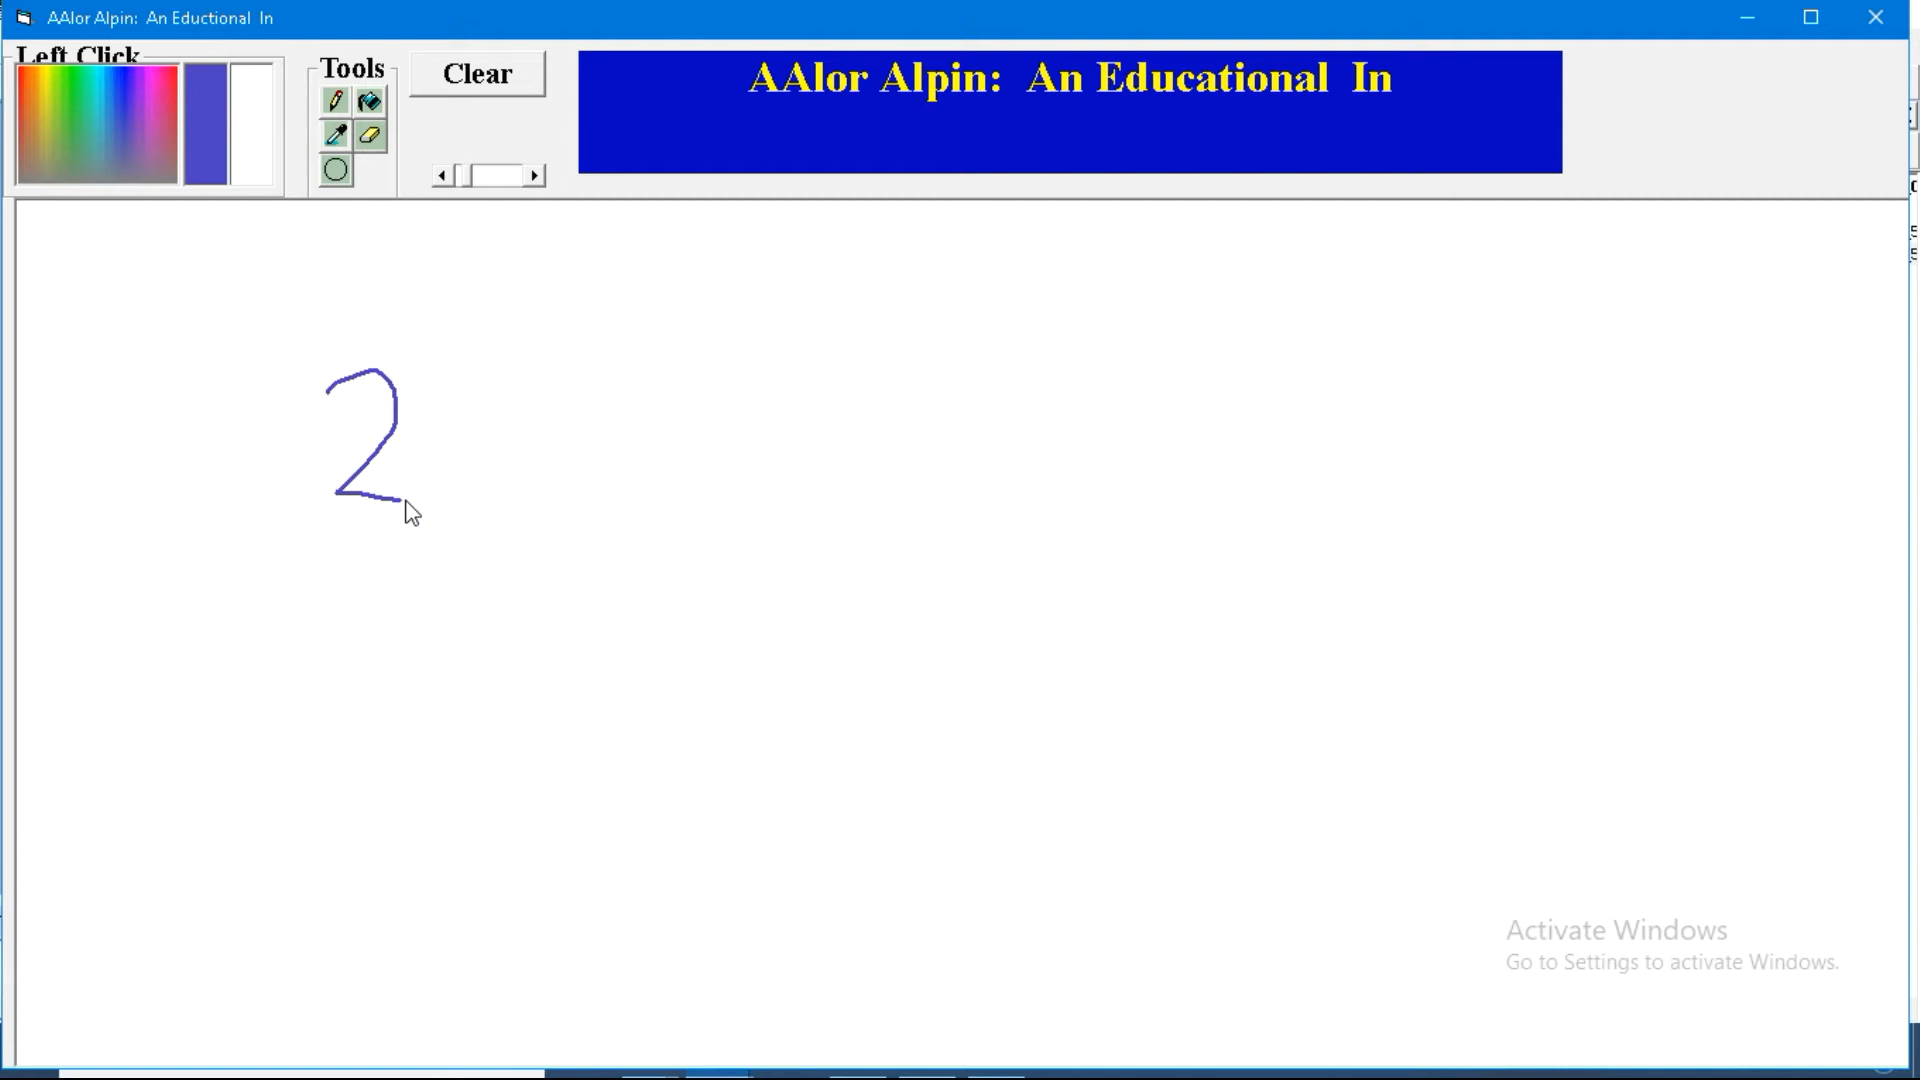 AAlor Alpin:  An Eductional  In
Left Click
Tools
Clear
AAlor Alpin:  An Educational  In
2
Activate Windows
Go to Settings to activate Windows.